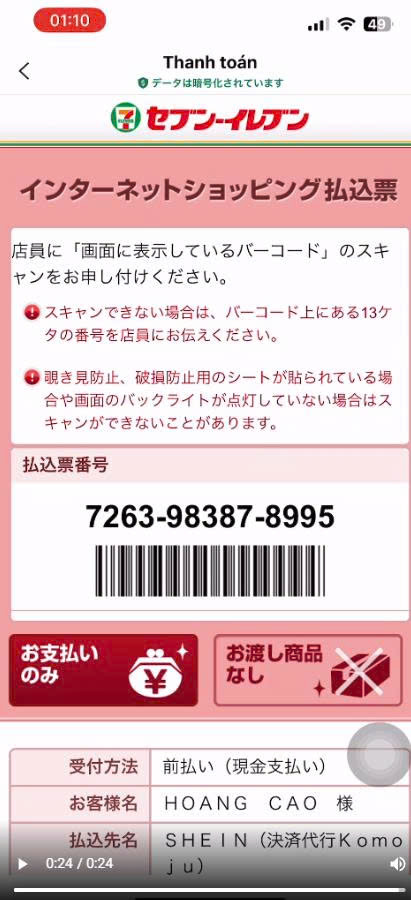 01:10
49
Thanh toán
データは暗号化されています
7 ELEVEN
セブン-イレブン
インターネットショッピング払込票
店員に「画面に表示しているバーコード」のスキ
ャンをお申し付けください。
スキャンできない場合は、バーコード上にある13ケ
タの番号を店員にお伝えください。
覗き見防止、破損防止用のシートが貼られている場
合や画面のバックライトが点灯していない場合はス
キャンができないことがあります。
払込票番号
7263-98387-8995
お支払い
のみ
¥
お渡し商品
なし
受付方法 前払い（現金支払い）
お客様名 ＨＯＡＮＧ　ＣＡＯ　様
払込先名 ＳＨＥＩＮ（決済代行Ｋｏｍｏ
ｊｕ）
0:24 / 0:24